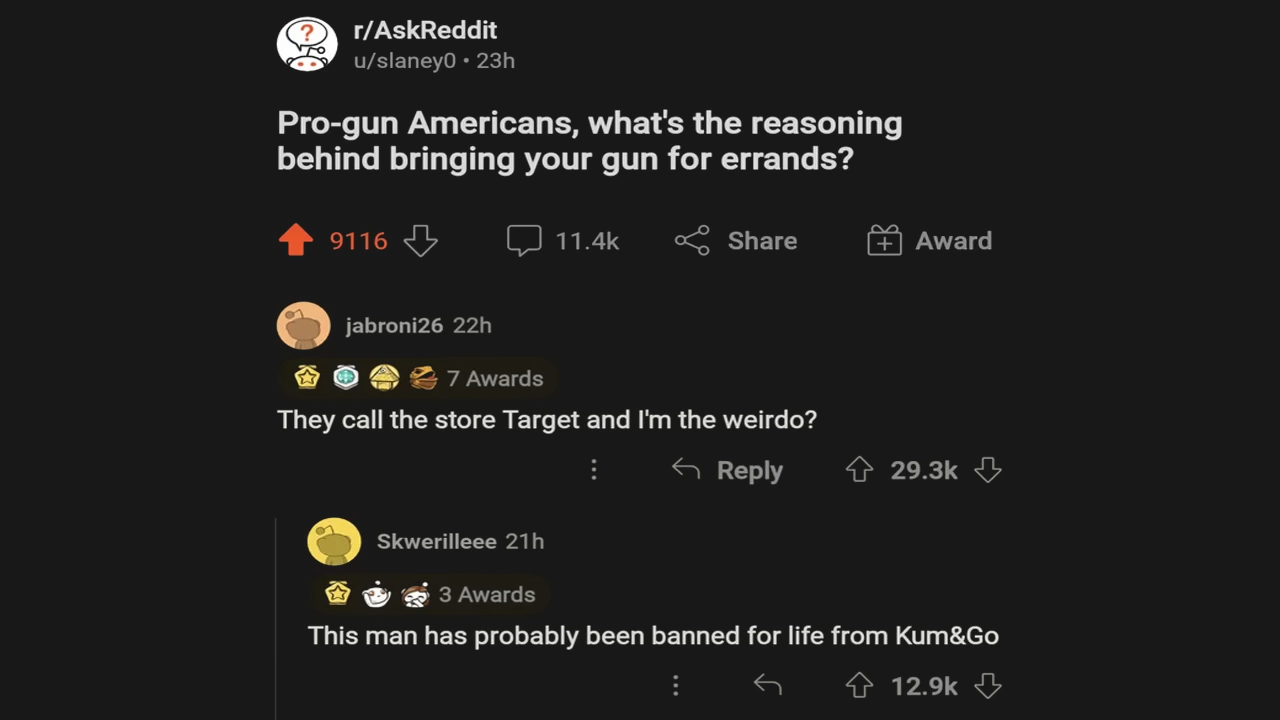 r/AskReddit
u/slaney0 • 23h
Pro-gun Americans, what's the reasoning
behind bringing your gun for errands?
9116 11.4k Share Award
jabroni26 22h
7 Awards
They call the store Target and I'm the weirdo?
Reply 29.3k
Skwerilleee 21h
3 Awards
This man has probably been banned for life from Kum&Go
12.9k